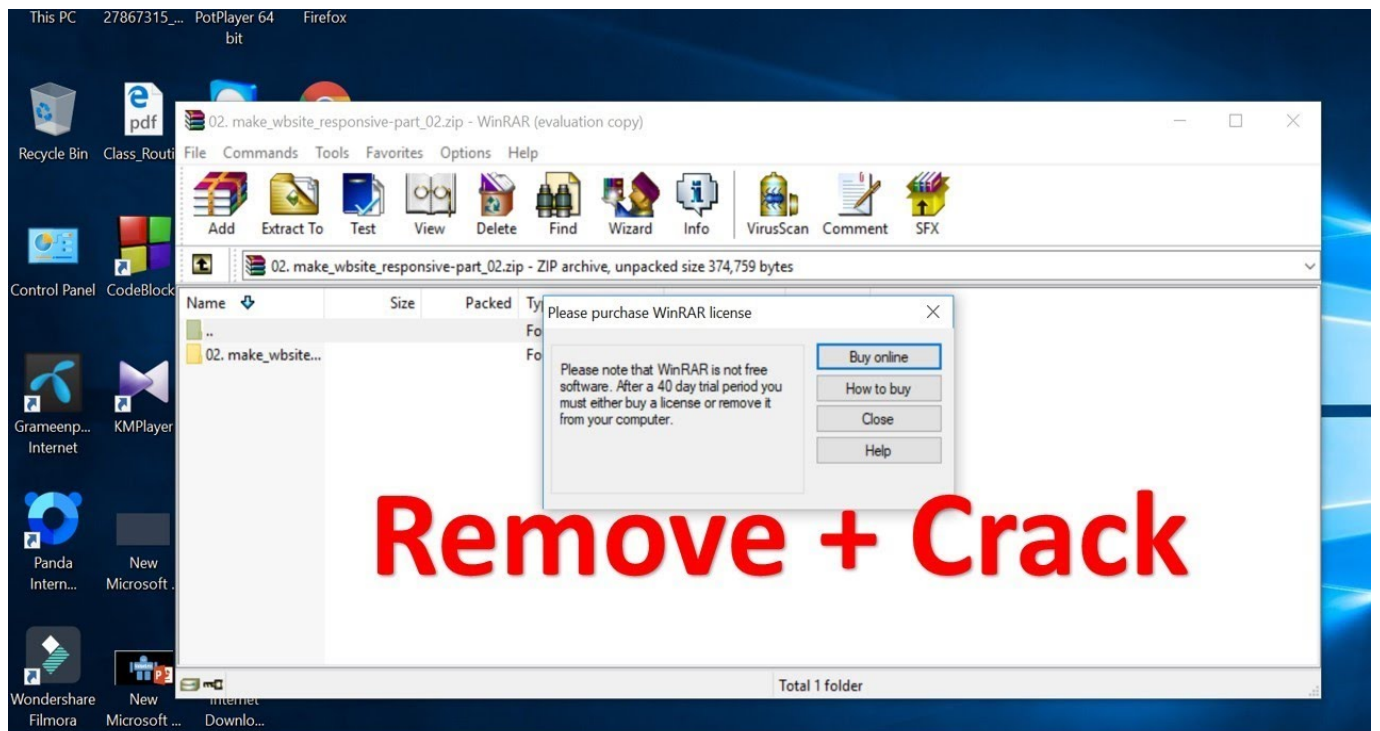 This PC
27867315_...
PotPlayer 64
bit
Firefox
Recycle Bin
pdf
Class_Routi
Control Panel
CodeBlock
Grameenp...
Internet
KMPlayer
Panda
Intern...
New
Microsoft .
Wondershare
Filmora
New
Microsoft ...
Internet
Downlo...
02. make_wbsite_responsive-part_02.zip - WinRAR (evaluation copy)
File Commands Tools Favorites Options Help
Add Extract To Test View Delete Find Wizard Info VirusScan Comment SFX
02. make_wbsite_responsive-part_02.zip - ZIP archive, unpacked size 374,759 bytes
Name Size Packed Ty
.. Fo
02. make_wbsite... Fo
Please purchase WinRAR license
Please note that WinRAR is not free
software. After a 40 day trial period you
must either buy a license or remove it
from your computer.
Buy online
How to buy
Close
Help
Remove + Crack
Total 1 folder